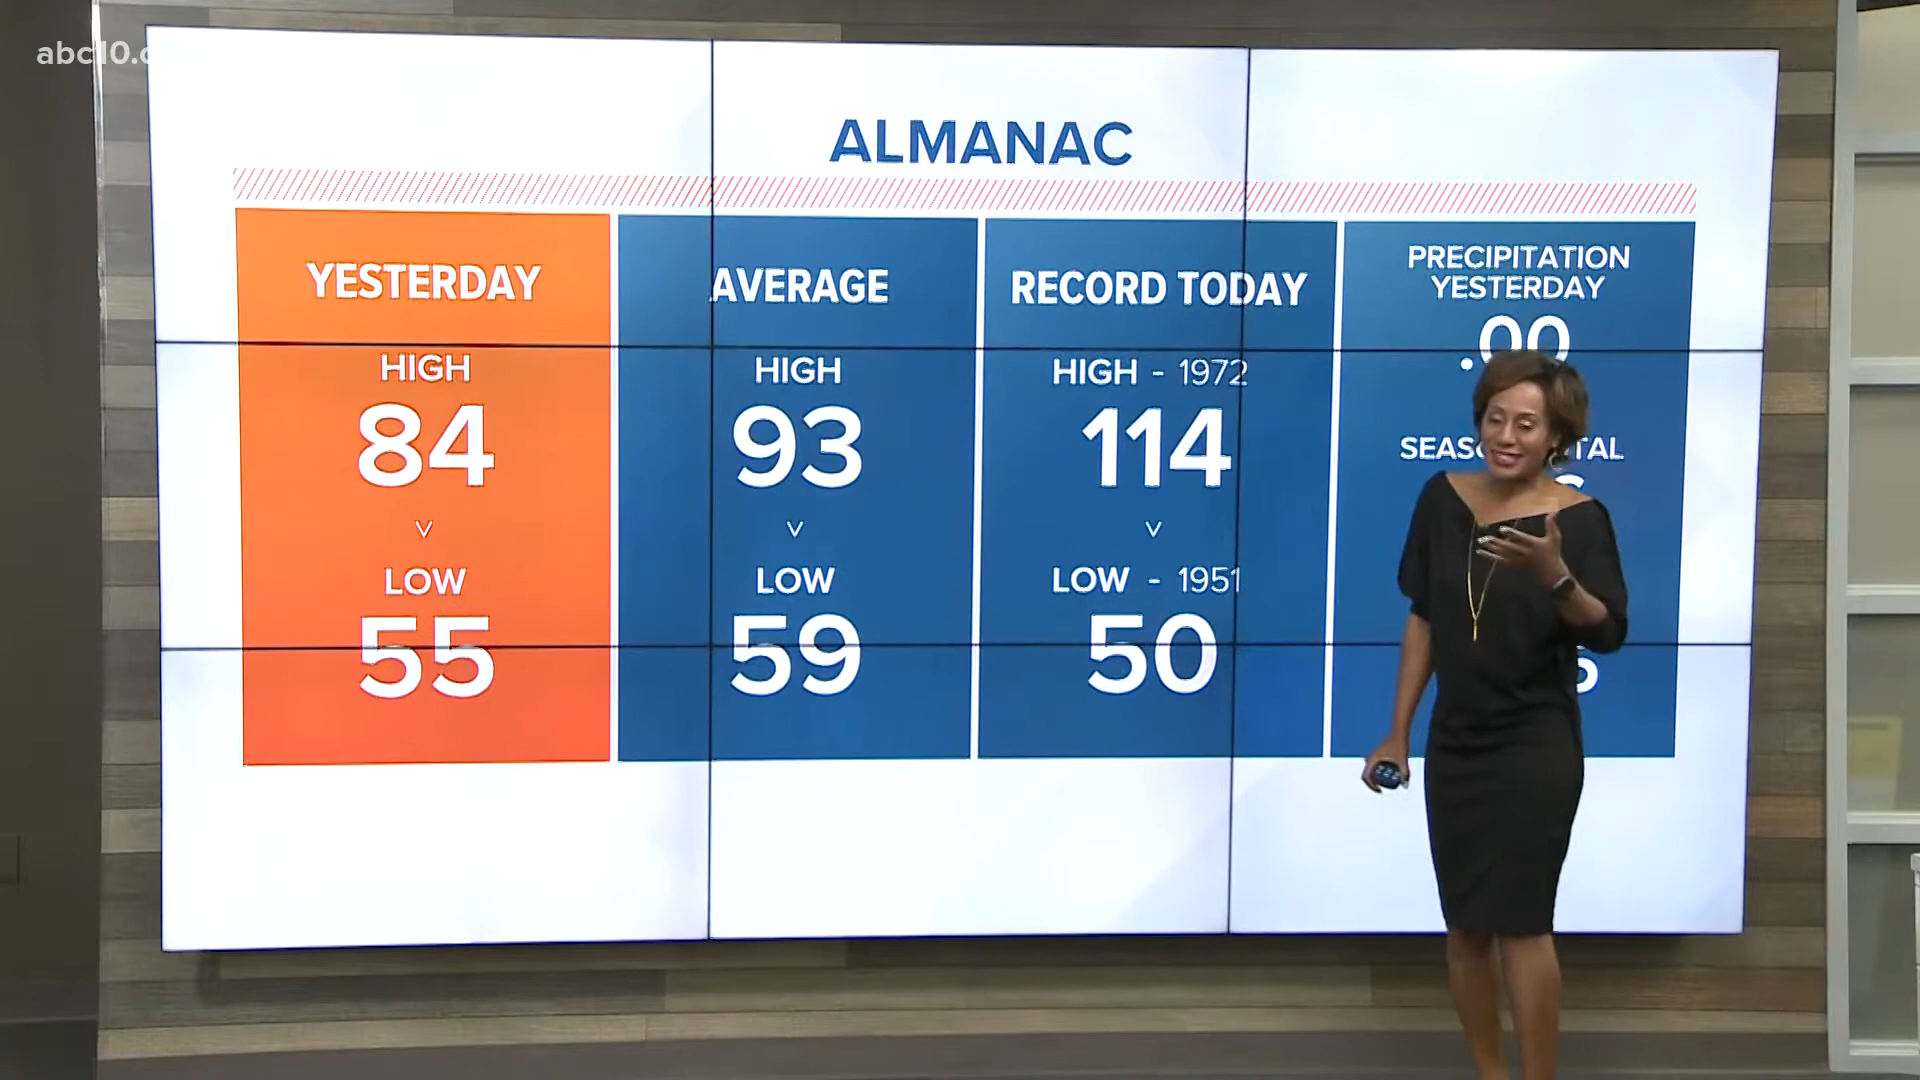 abc10.c
ALMANAC
YESTERDAY
HIGH
84
LOW
55
AVERAGE
HIGH
93
LOW
59
RECORD TODAY
HIGH - 1972
114
LOW - 1951
50
PRECIPITATION
YESTERDAY
.00